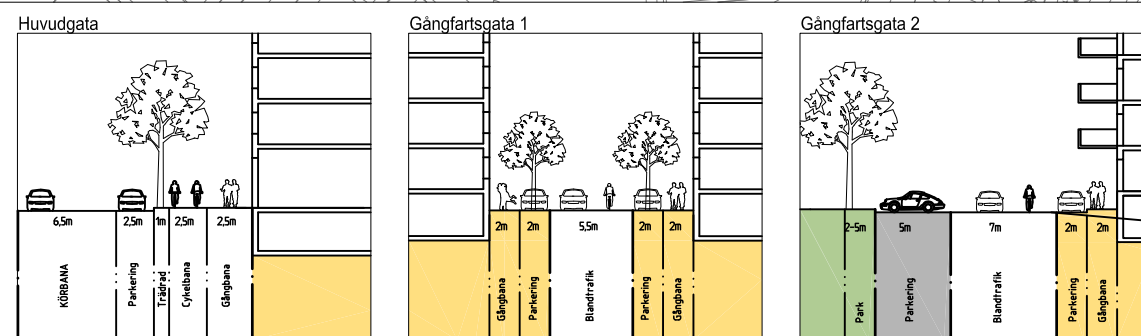 Huvudgata
6,5m 2,5m 1m 2,5m 2,5m
KÖRBANA
Parkering
Trädrad
Cykelbana
Gångbana
Gångfartsgata 1
2m 2m 5,5m 2m 2m
Gångbana
Parkering
Blandtrafik
Parkering
Gångbana
Gångfartsgata 2
2-5m 5m 7m 2m 2m
Park
Parkering
Blandtrafik
Parkering
Gångbana